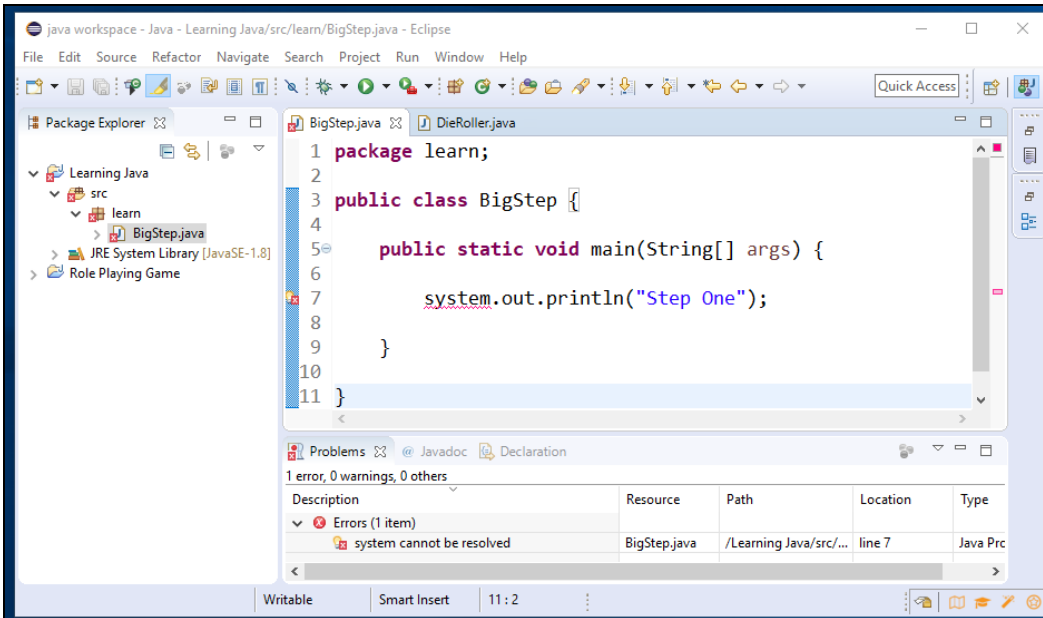 java workspace - Java - Learning Java/src/learn/BigStep.java - Eclipse
File Edit Source Refactor Navigate Search Project Run Window Help
Quick Access
Package Explorer
Learning Java
src
learn
BigStep.java
JRE System Library [JavaSE-1.8]
Role Playing Game
BigStep.java DieRoller.java
1 package learn;
2
3 public class BigStep {
4
5 public static void main(String[] args) {
6
7 system.out.println("Step One");
8
9 }
10
11 }
Problems @ Javadoc Declaration
1 error, 0 warnings, 0 others
Description Resource Path Location Type
Errors (1 item)
system cannot be resolved BigStep.java /Learning Java/src/... line 7 Java Prc
Writable Smart Insert 11 : 2